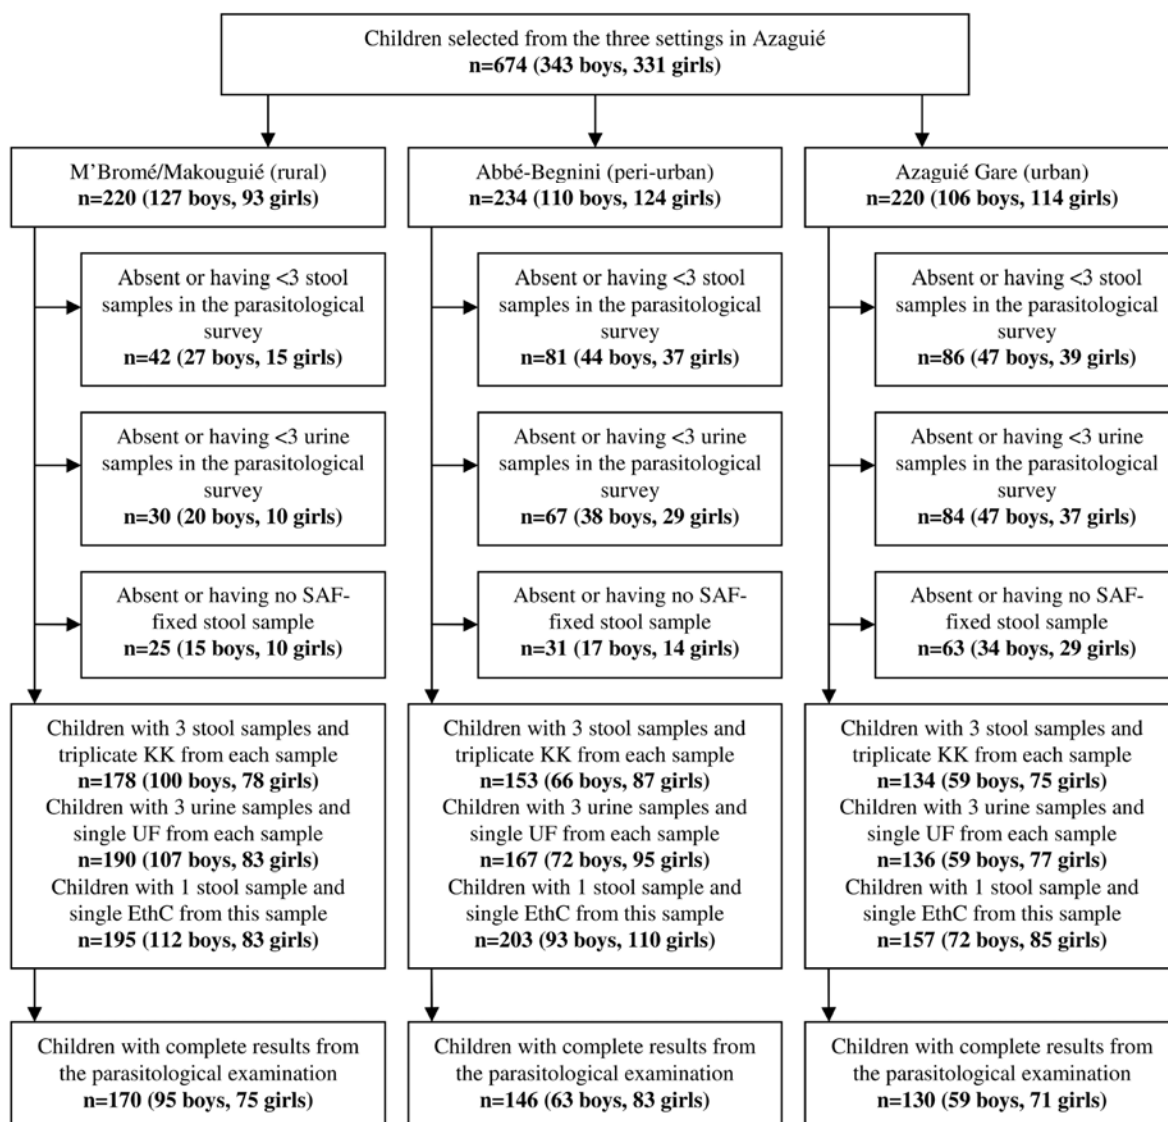 Children selected from the three settings in Azaguié
n=674 (343 boys, 331 girls)
M'Bromé/Makouguié (rural)
n=220 (127 boys, 93 girls)
Absent or having <3 stool
samples in the parasitological
survey
n=42 (27 boys, 15 girls)
Absent or having <3 urine
samples in the parasitological
survey
n=30 (20 boys, 10 girls)
Absent or having no SAF-
fixed stool sample
n=25 (15 boys, 10 girls)
Children with 3 stool samples and
triplicate KK from each sample
n=178 (100 boys, 78 girls)
Children with 3 urine samples and
single UF from each sample
n=190 (107 boys, 83 girls)
Children with 1 stool sample and
single EthC from this sample
n=195 (112 boys, 83 girls)
Children with complete results from
the parasitological examination
n=170 (95 boys, 75 girls)
Abbé-Begnini (peri-urban)
n=234 (110 boys, 124 girls)
Absent or having <3 stool
samples in the parasitological
survey
n=81 (44 boys, 37 girls)
Absent or having <3 urine
samples in the parasitological
survey
n=67 (38 boys, 29 girls)
Absent or having no SAF-
fixed stool sample
n=31 (17 boys, 14 girls)
Children with 3 stool samples and
triplicate KK from each sample
n=153 (66 boys, 87 girls)
Children with 3 urine samples and
single UF from each sample
n=167 (72 boys, 95 girls)
Children with 1 stool sample and
single EthC from this sample
n=203 (93 boys, 110 girls)
Children with complete results from
the parasitological examination
n=146 (63 boys, 83 girls)
Azaguié Gare (urban)
n=220 (106 boys, 114 girls)
Absent or having <3 stool
samples in the parasitological
survey
n=86 (47 boys, 39 girls)
Absent or having <3 urine
samples in the parasitological
survey
n=84 (47 boys, 37 girls)
Absent or having no SAF-
fixed stool sample
n=63 (34 boys, 29 girls)
Children with 3 stool samples and
triplicate KK from each sample
n=134 (59 boys, 75 girls)
Children with 3 urine samples and
single UF from each sample
n=136 (59 boys, 77 girls)
Children with 1 stool sample and
single EthC from this sample
n=157 (72 boys, 85 girls)
Children with complete results from
the parasitological examination
n=130 (59 boys, 71 girls)